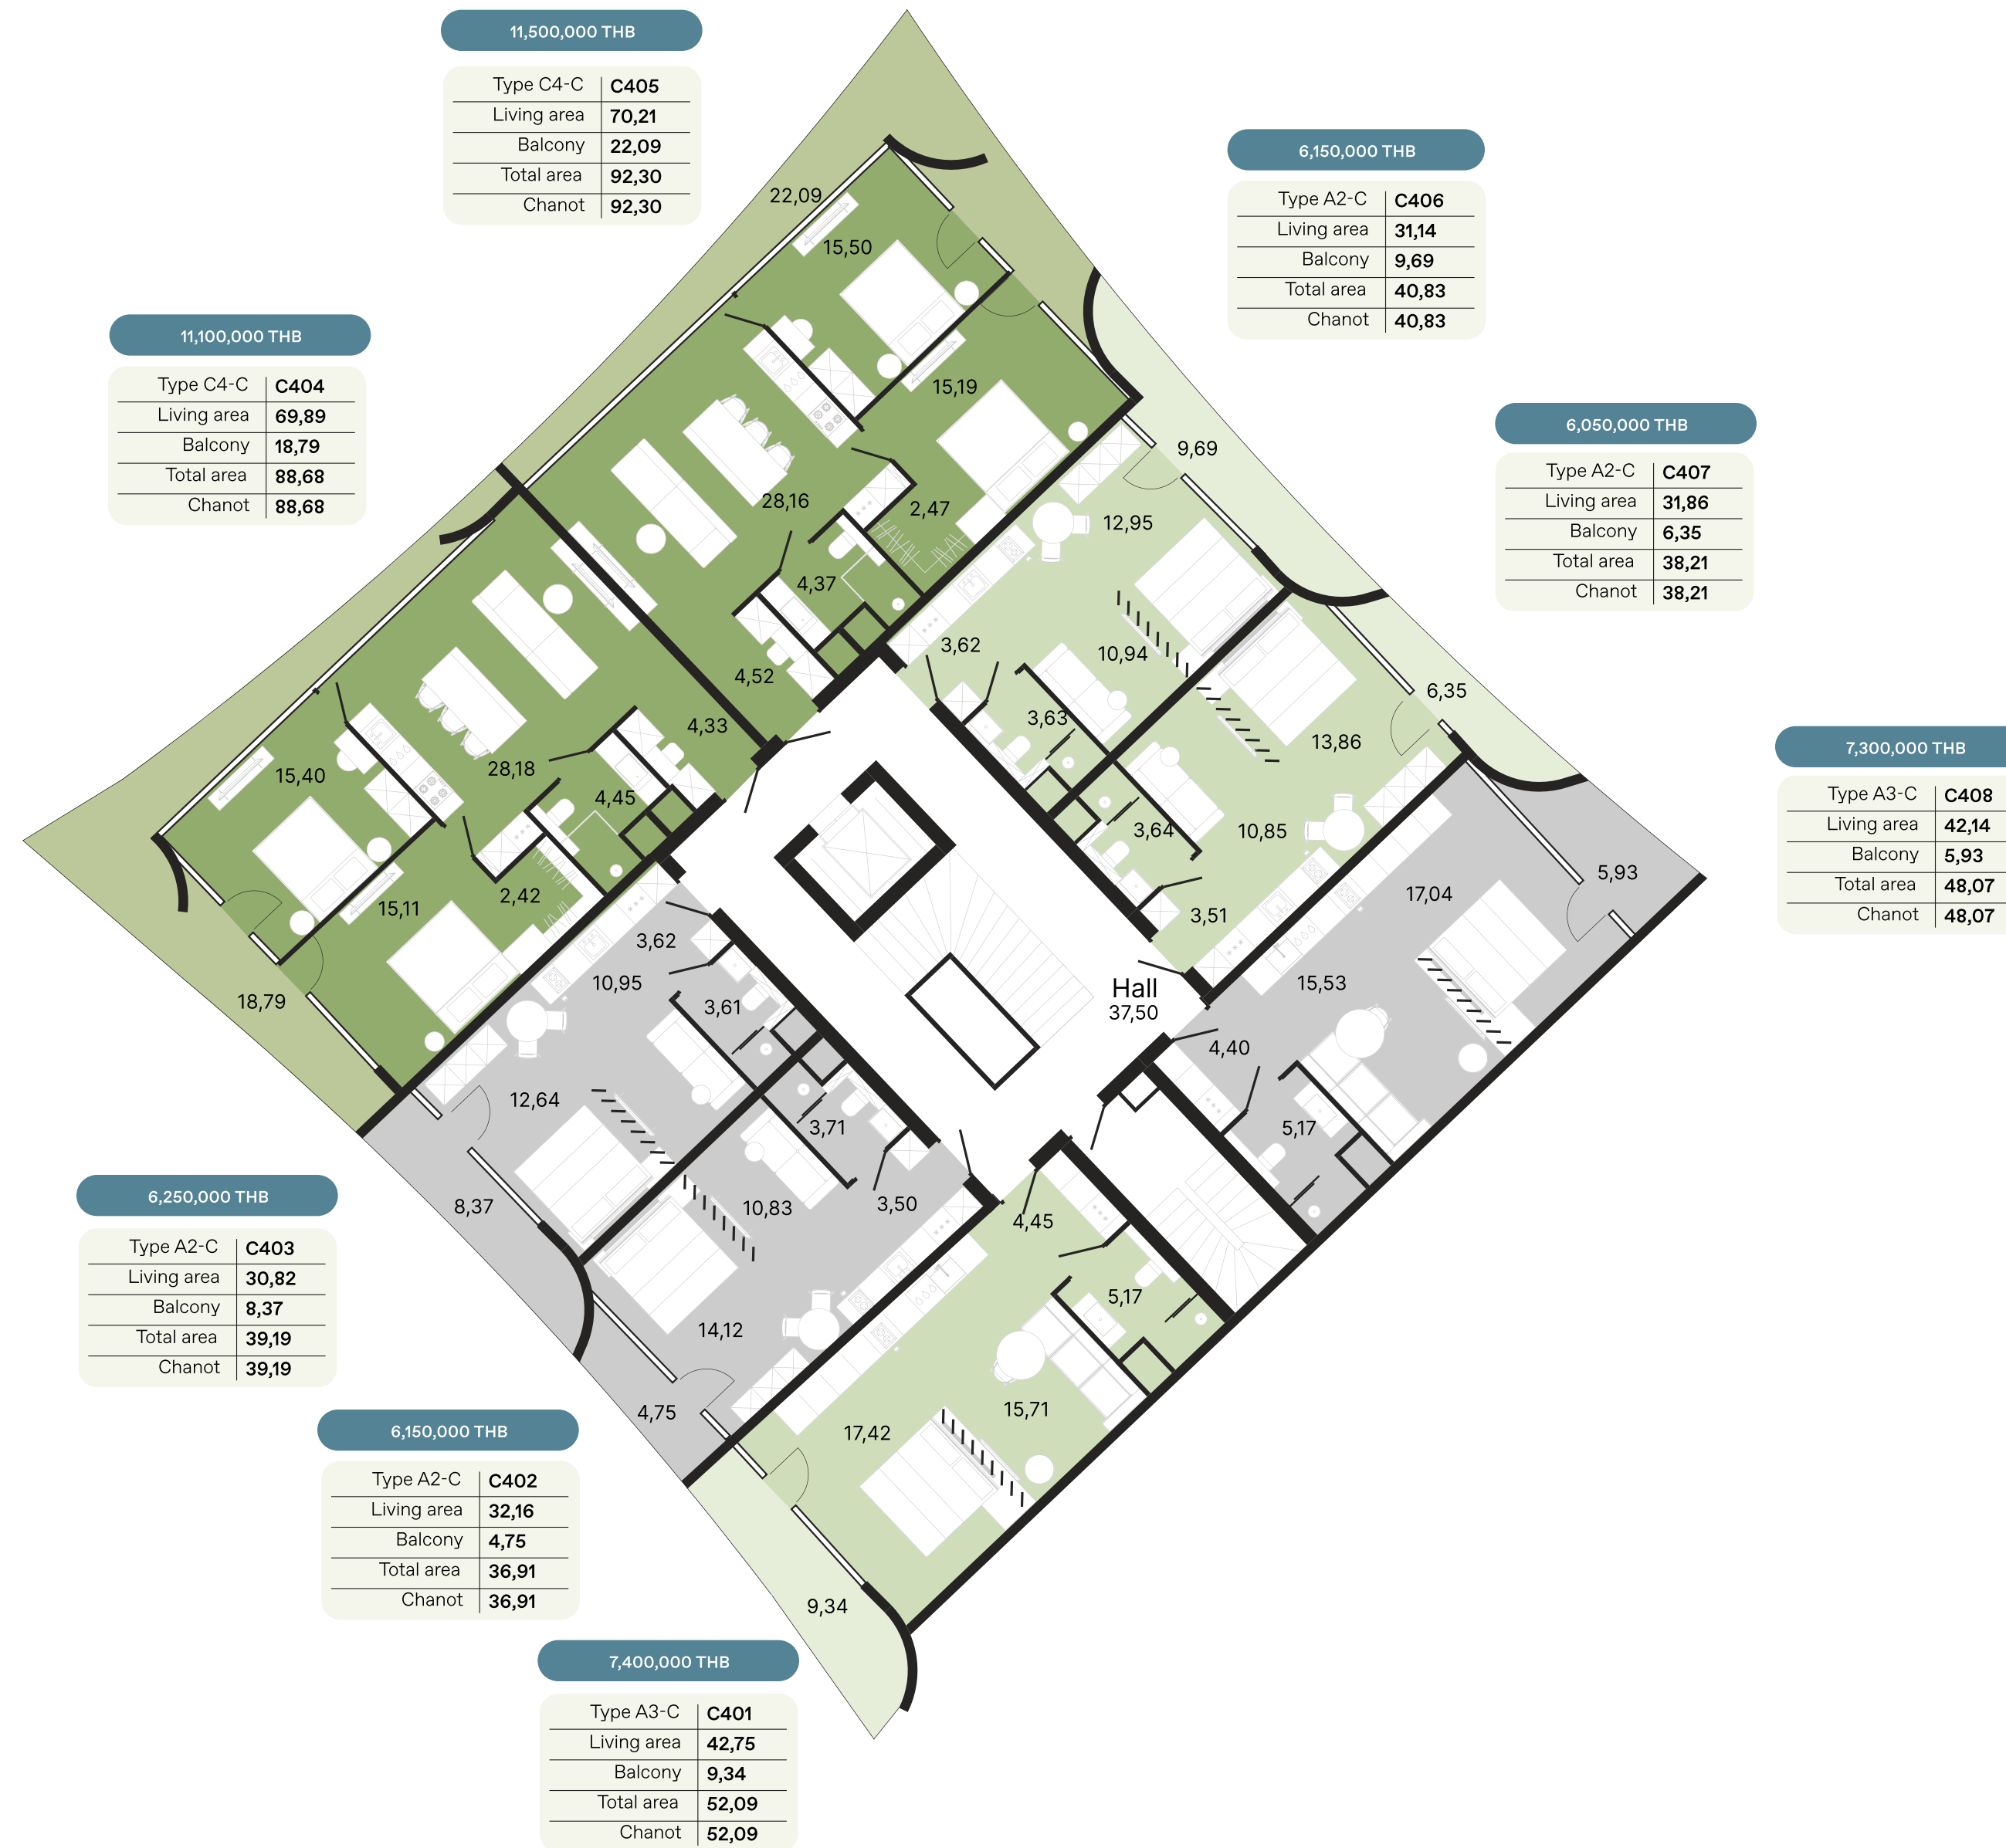 11,500,000 THB
Type C4-C C405
Living area 70,21
Balcony 22,09
Total area 92,30
Chanot 92,30
6,150,000 THB
Type A2-C C406
Living area 31,14
Balcony 9,69
Total area 40,83
Chanot 40,83
11,100,000 THB
Type C4-C C404
Living area 69,89
Balcony 18,79
Total area 88,68
Chanot 88,68
6,050,000 THB
Type A2-C C407
Living area 31,86
Balcony 6,35
Total area 38,21
Chanot 38,21
7,300,000 THB
Type A3-C C408
Living area 42,14
Balcony 5,93
Total area 48,07
Chanot 48,07
22,09
15,50
15,19
28,16
2,47
4,37
4,52
9,69
12,95
3,62
10,94
3,63
6,35
13,86
3,64
10,85
3,51
4,33
28,18
15,40
4,45
2,42
15,11
18,79
5,93
17,04
15,53
4,40
5,17
Hall
37,50
3,62
10,95
3,61
12,64
8,37
3,71
10,83
3,50
14,12
4,75
4,45
5,17
15,71
17,42
9,34
6,250,000 THB
Type A2-C C403
Living area 30,82
Balcony 8,37
Total area 39,19
Chanot 39,19
6,150,000 THB
Type A2-C C402
Living area 32,16
Balcony 4,75
Total area 36,91
Chanot 36,91
7,400,000 THB
Type A3-C C401
Living area 42,75
Balcony 9,34
Total area 52,09
Chanot 52,09